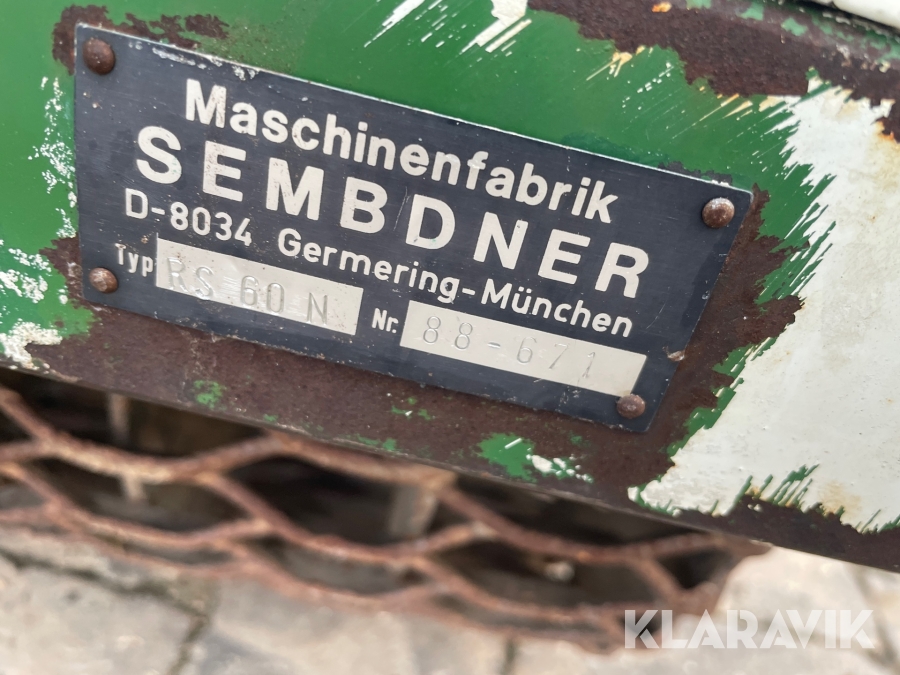 Maschinenfabrik
SEMBDNER
D-8034 Germering-München
Typ RS 60 N Nr. 88-671
KLARAVIK